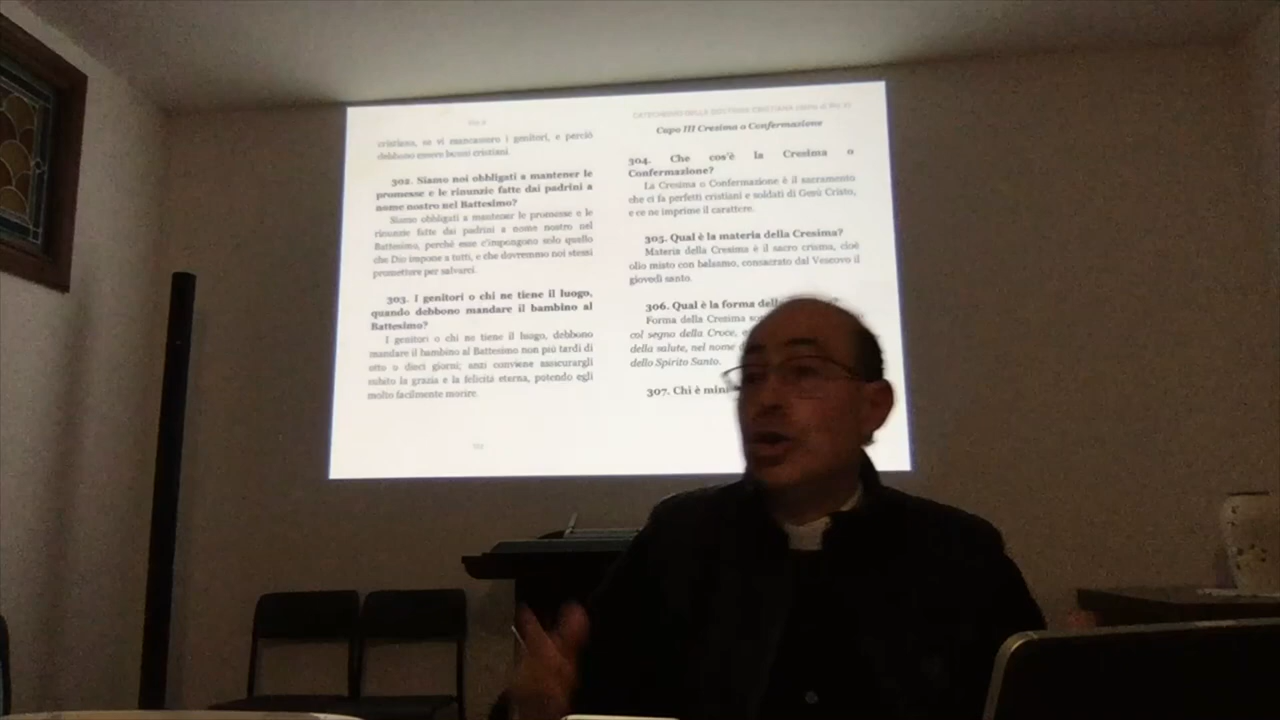 Pio X
cristiana, se vi mancassero i genitori, e perciò
debbono essere buoni cristiani.
302. Siamo noi obbligati a mantenere le
promesse e le rinunzie fatte dai padrini a
nome nostro nel Battesimo?
Siamo obbligati a mantenere le promesse e le
rinunzie fatte dai padrini a nome nostro nel
Battesimo, perchè esse c'impongono solo quello
che Dio impone a tutti, e che dovremmo noi stessi
promettere per salvarci.
303. I genitori o chi ne tiene il luogo,
quando debbono mandare il bambino al
Battesimo?
I genitori o chi ne tiene il luogo, debbono
mandare il bambino al Battesimo non più tardi di
otto o dieci giorni; anzi conviene assicurargli
subito la grazia e la felicità eterna, potendo egli
molto facilmente morire.
CATECHISMO DELLA DOTTRINA CRISTIANA
Capo III Cresima o Confermazione
304. Che cos'è la Cresima o
Confermazione?
La Cresima o Confermazione è il sacramento
che ci fa perfetti cristiani e soldati di Gesù Cristo,
e ce ne imprime il carattere.
305. Qual è la materia della Cresima?
Materia della Cresima è il sacro crisma, cioè
olio misto con balsamo, consacrato dal Vescovo il
giovedì santo.
306. Qual è la forma
Forma della Cresima
col segno della Croce,
della salute, nel nome
dello Spirito Santo.
307. Chi è